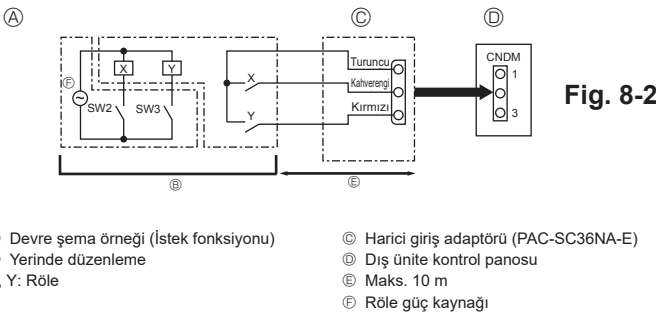 Ⓐ Ⓒ Ⓓ
Ⓕ X Y
SW2 SW3
X
Y
Turuncu
Kahverengi
Kırmızı
CNDM
1
3
Fig. 8-2
Ⓑ Ⓔ
Devre şema örneği (İstek fonksiyonu)
Yerinde düzenleme
, Y: Röle
Ⓒ Harici giriş adaptörü (PAC-SC36NA-E)
Ⓓ Dış ünite kontrol panosu
Ⓔ Maks. 10 m
Ⓕ Röle güç kaynağı